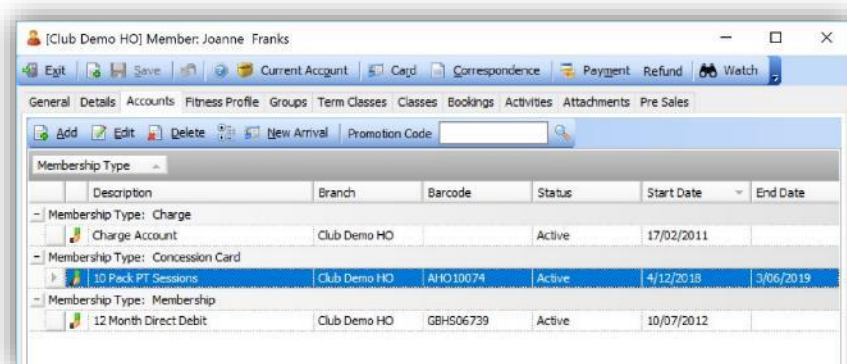 [Club Demo HO] Member: Joanne Franks
Exit Save Current Account Card Correspondence Payment Refund Watch
General Details Accounts Fitness Profile Groups Term Classes Classes Bookings Activities Attachments Pre Sales
Add Edit Delete New Arrival Promotion Code
Membership Type
Description Branch Barcode Status Start Date End Date
Membership Type: Charge
Charge Account Club Demo HO Active 17/02/2011
Membership Type: Concession Card
10 Pack PT Sessions Club Demo HO AHO10074 Active 4/12/2018 3/06/2019
Membership Type: Membership
12 Month Direct Debit Club Demo HO GBHS06739 Active 10/07/2012